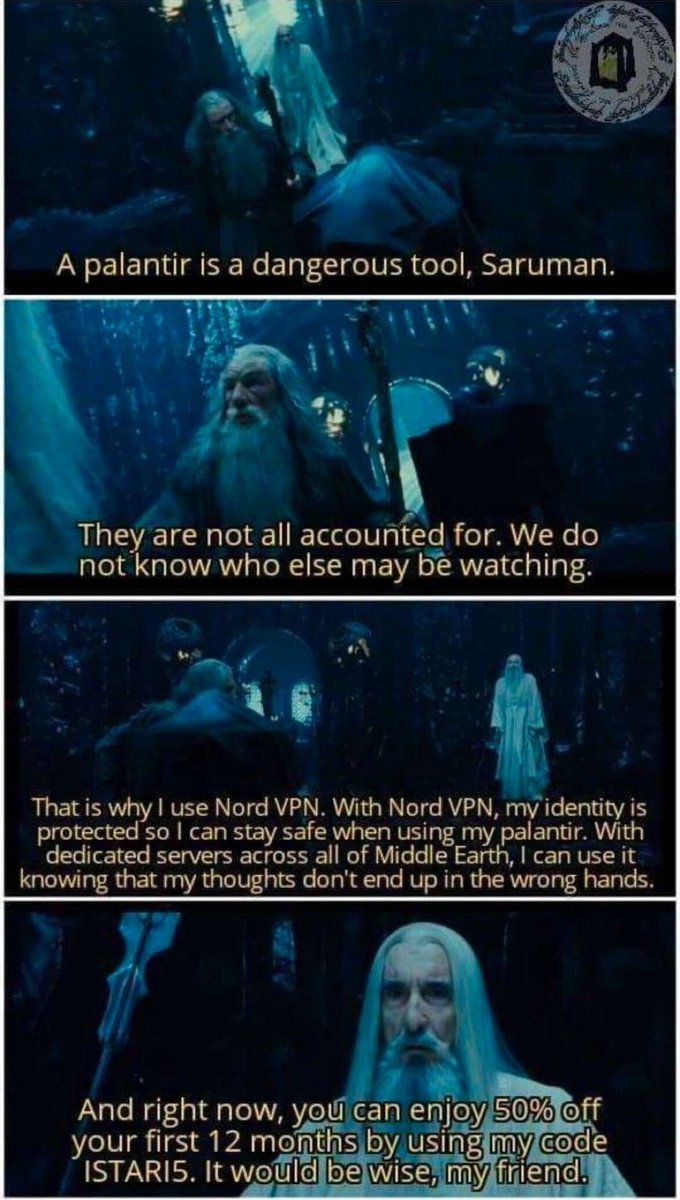 A palantir is a dangerous tool, Saruman.
They are not all accounted for. We do
not know who else may be watching.
That is why I use Nord VPN. With Nord VPN, my identity is
protected so I can stay safe when using my palantir. With
dedicated servers across all of Middle Earth, I can use it
knowing that my thoughts don't end up in the wrong hands.
And right now, you can enjoy 50% off
your first 12 months by using my code
ISTARI5. It would be wise, my friend.